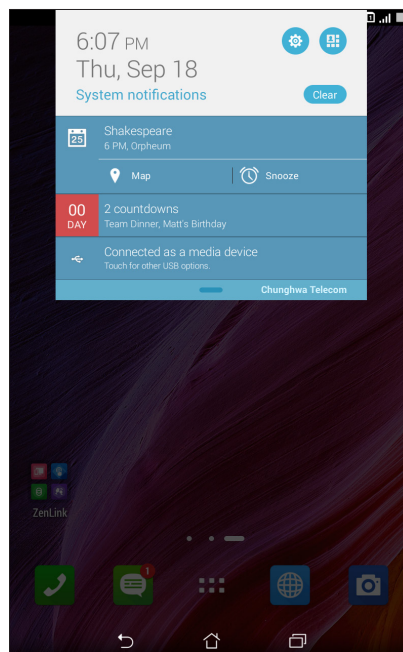 6:07 PM
Thu, Sep 18
System notifications
Clear
25
Shakespeare
6 PM, Orpheum
Map
Snooze
00
DAY
2 countdowns
Team Dinner, Matt's Birthday
Connected as a media device
Touch for other USB options.
Chunghwa Telecom
ZenLink
1